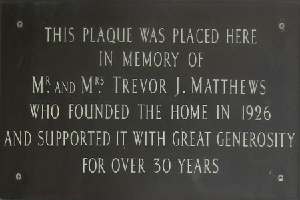 THIS PLAQUE WAS PLACED HERE
IN MEMORY OF
MR AND MRS TREVOR J. MATTHEWS
WHO FOUNDED THE HOME IN 1926
AND SUPPORTED IT WITH GREAT GENEROSITY
FOR OVER 30 YEARS